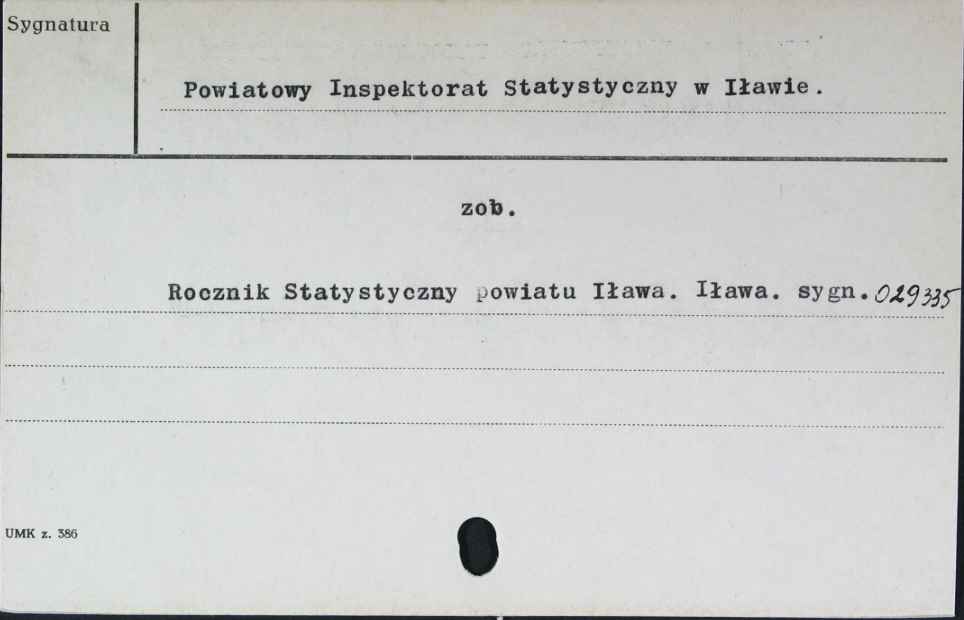 Sygnatura
Powiatowy Inspektorat Statystyczny w Iławie.
zob.
Rocznik Statystyczny powiatu Iława. Iława. sygn. 029335
UMK z. 386